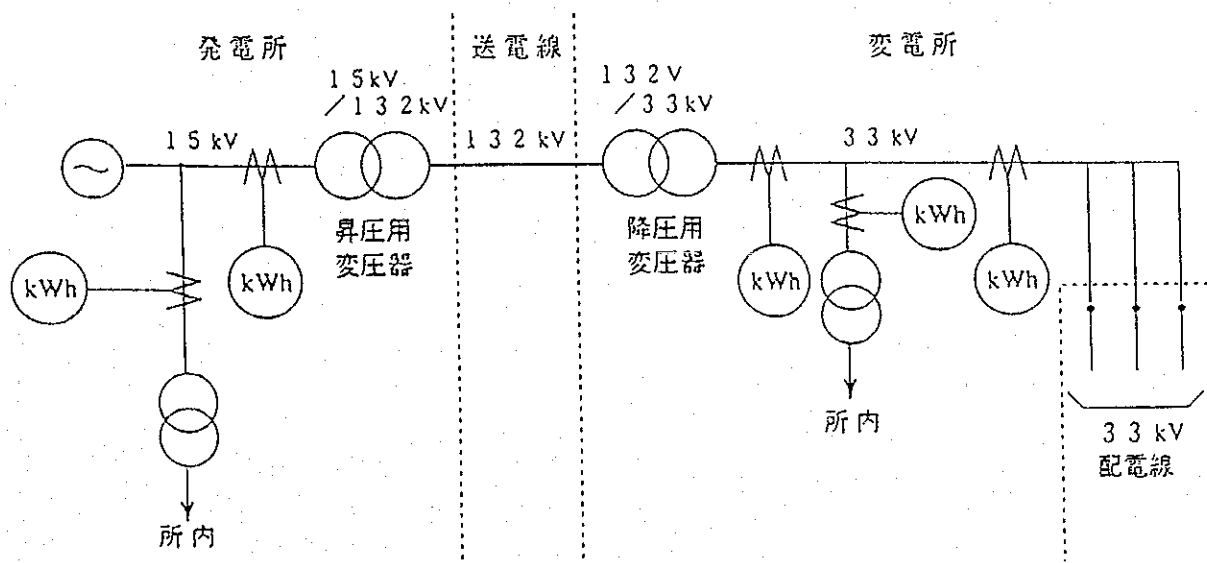 発電所
送電線
変電所
15kV
/132kV
132V
/33kV
15kV
132kV
33kV
~
昇圧用
変圧器
降圧用
変圧器
kWh
kWh
kWh
kWh
kWh
所内
所内
33kV
配電線